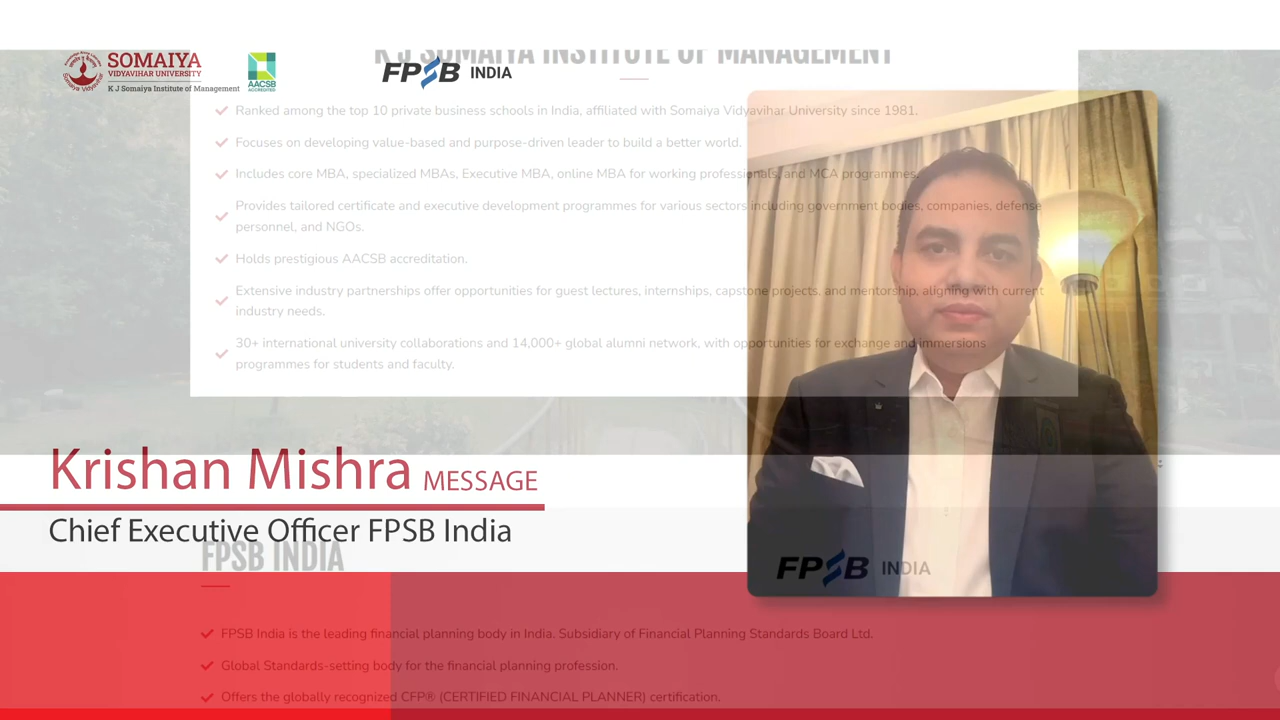 K J SOMAIYA INSTITUTE OF MANAGEMENT
SOMAIYA
VIDYAVIHAR UNIVERSITY
K J Somaiya Institute of Management
AACSB
ACCREDITED
FPSB INDIA
Ranked among the top 10 private business schools in India, affiliated with Somaiya Vidyavihar University since 1981.
Focuses on developing value-based and purpose-driven leader to build a better world.
Includes core MBA, specialized MBAs, Executive MBA, online MBA for working professionals, and MCA programmes.
Provides tailored certificate and executive development programmes for various sectors including government bodies, companies, defense
personnel, and NGOs.
Holds prestigious AACSB accreditation.
Extensive industry partnerships offer opportunities for guest lectures, internships, capstone projects, and mentorship, aligning with current
industry needs.
30+ international university collaborations and 14,000+ global alumni network, with opportunities for exchange and immersions
programmes for students and faculty.
Krishan Mishra MESSAGE
Chief Executive Officer FPSB India
FPSB INDIA
FPSB INDIA
FPSB India is the leading financial planning body in India. Subsidiary of Financial Planning Standards Board Ltd.
Global Standards-setting body for the financial planning profession.
Offers the globally recognized CFP® (CERTIFIED FINANCIAL PLANNER) certification.